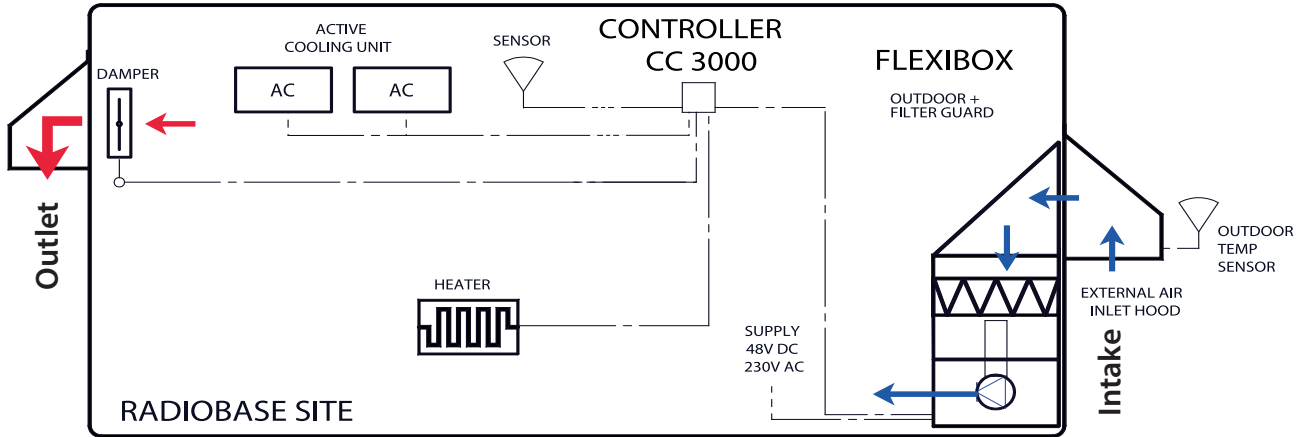 ACTIVE
COOLING UNIT
SENSOR
CONTROLLER
CC 3000
FLEXIBOX
DAMPER
AC
AC
OUTDOOR +
FILTER GUARD
Outlet
OUTDOOR
TEMP
SENSOR
HEATER
EXTERNAL AIR
INLET HOOD
Intake
SUPPLY
48V DC
230V AC
RADIOBASE SITE